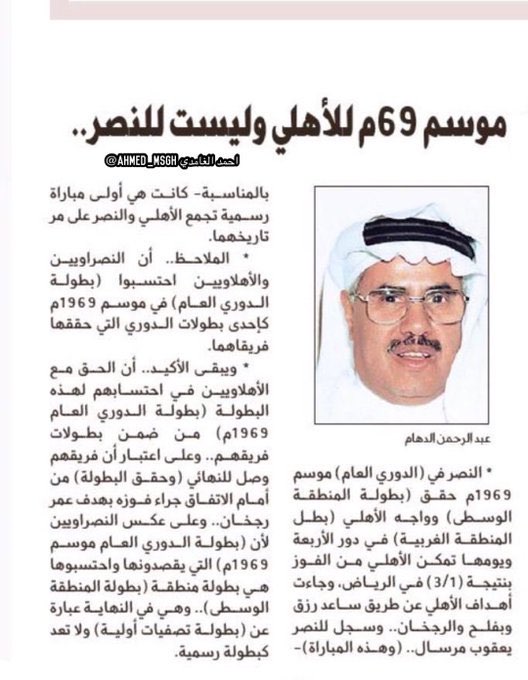 موسم 69م للأهلي وليست للنصر..
احمد الغامدي @AHMED_MSGH
عبدالرحمن الدهام
* النصر في (الدوري العام) موسم
1969م حقق (بطولة المنطقة
الوسطى) وواجه الأهلي (بطل
المنطقة الغربية) في دور الأربعة
ويومها تمكن الأهلي من الفوز
بنتيجة (3/1) في الرياض، وجاءت
أهداف الأهلي عن طريق ساعد رزق
وبفلح والرجخان.. وسجل للنصر
يعقوب مرسال.. (وهذه المباراة)-
بالمناسبة- كانت هي أولى مباراة
رسمية تجمع الأهلي والنصر على مر
تاريخهما.
* الملاحظ.. أن النصراويين
والأهلاويين احتسبوا (بطولة
الدوري العام) في موسم 1969م
كإحدى بطولات الدوري التي حققها
فريقاهما.
* ويبقى الأكيد.. أن الحق مع
الأهلاويين في احتسابهم لهذه
البطولة (بطولة الدوري العام
1969م) من ضمن بطولات
فريقهم.. وعلى اعتبار أن فريقهم
وصل للنهائي (وحقق البطولة) من
أمام الاتفاق جراء فوزه بهدف عمر
رجخان.. وعلى عكس النصراويين
لأن (بطولة الدوري العام موسم
1969م) التي يقصدونها واحتسبوها
هي بطولة منطقة (بطولة المنطقة
الوسطى).. وهي في النهاية عبارة
عن (بطولة تصفيات أولية) ولا تعد
كبطولة رسمية.